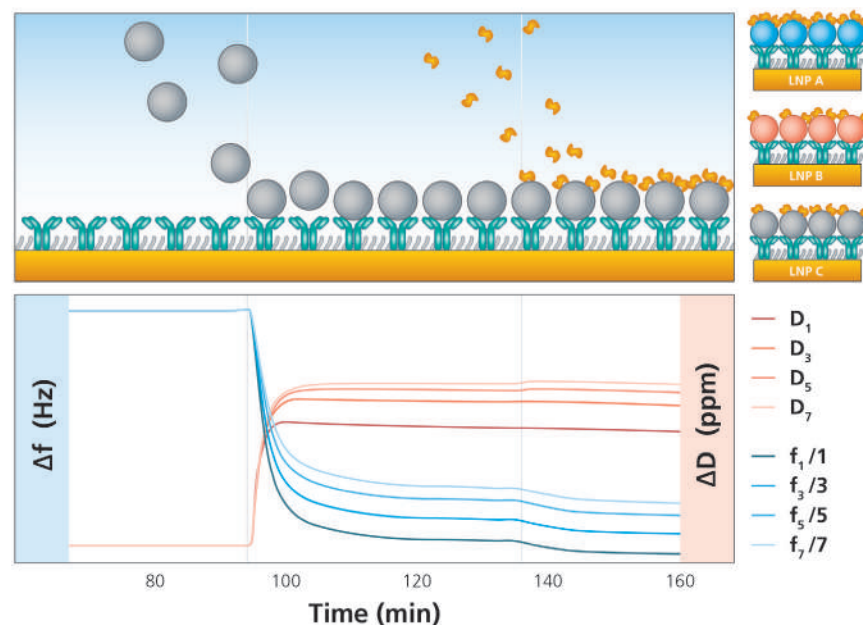 LNP A
LNP B
LNP C
Δf (Hz)
ΔD (ppm)
80 100 120 140 160
Time (min)
D₁
D₃
D₅
D₇
f₁/1
f₃/3
f₅/5
f₇/7